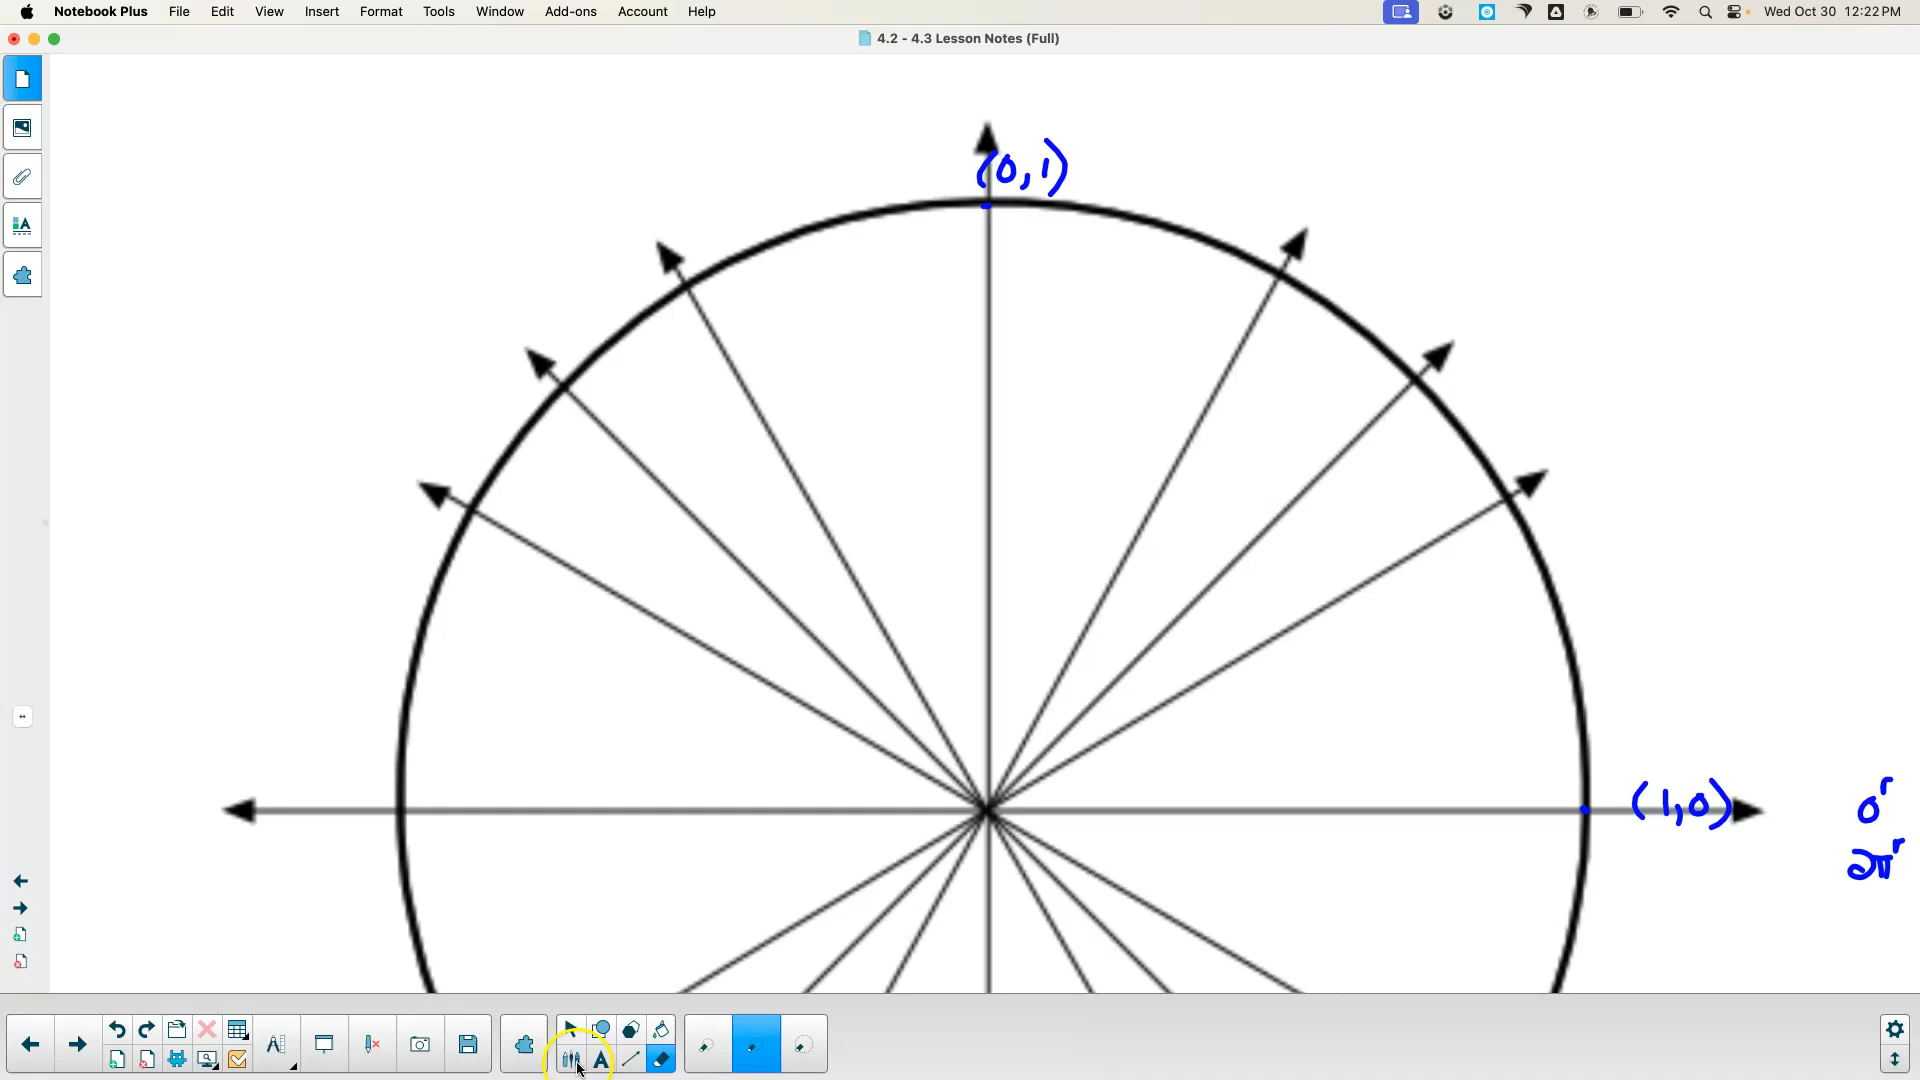 Notebook Plus File Edit View Insert Format Tools Window Add-ons Account Help Wed Oct 30 12:22 PM
4.2 - 4.3 Lesson Notes (Full)
(0,1)
(1,0)
0ʳ
2πʳ